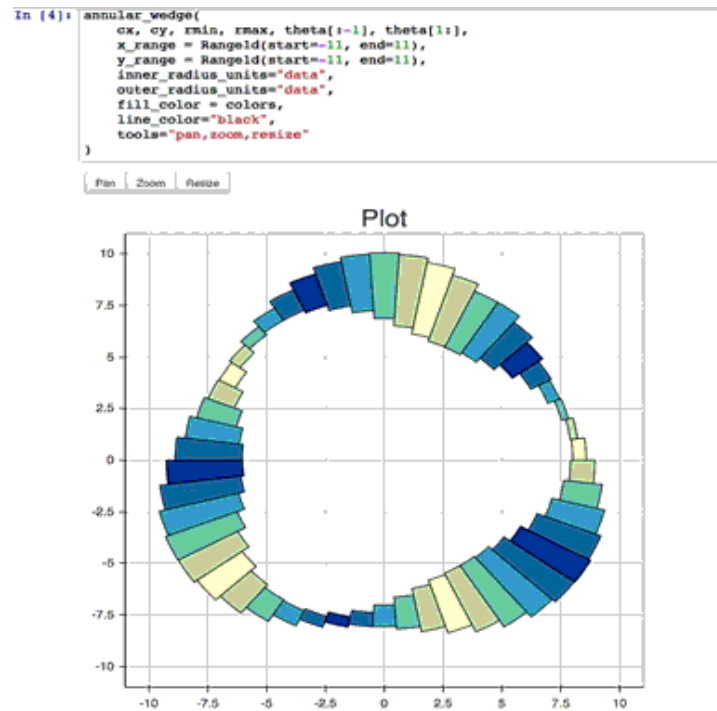 In [4]: annular_wedge(
cx, cy, rmin, rmax, theta[:-1], theta[1:],
x_range = Range1d(start=-11, end=11),
y_range = Range1d(start=-11, end=11),
inner_radius_units="data",
outer_radius_units="data",
fill_color = colors,
line_color="black",
tools="pan,zoom,resize"
)
Pan Zoom Resize
Plot
10
7.5
5
2.5
0
-2.5
-5
-7.5
-10
-10 -7.5 -5 -2.5 0 2.5 5 7.5 10